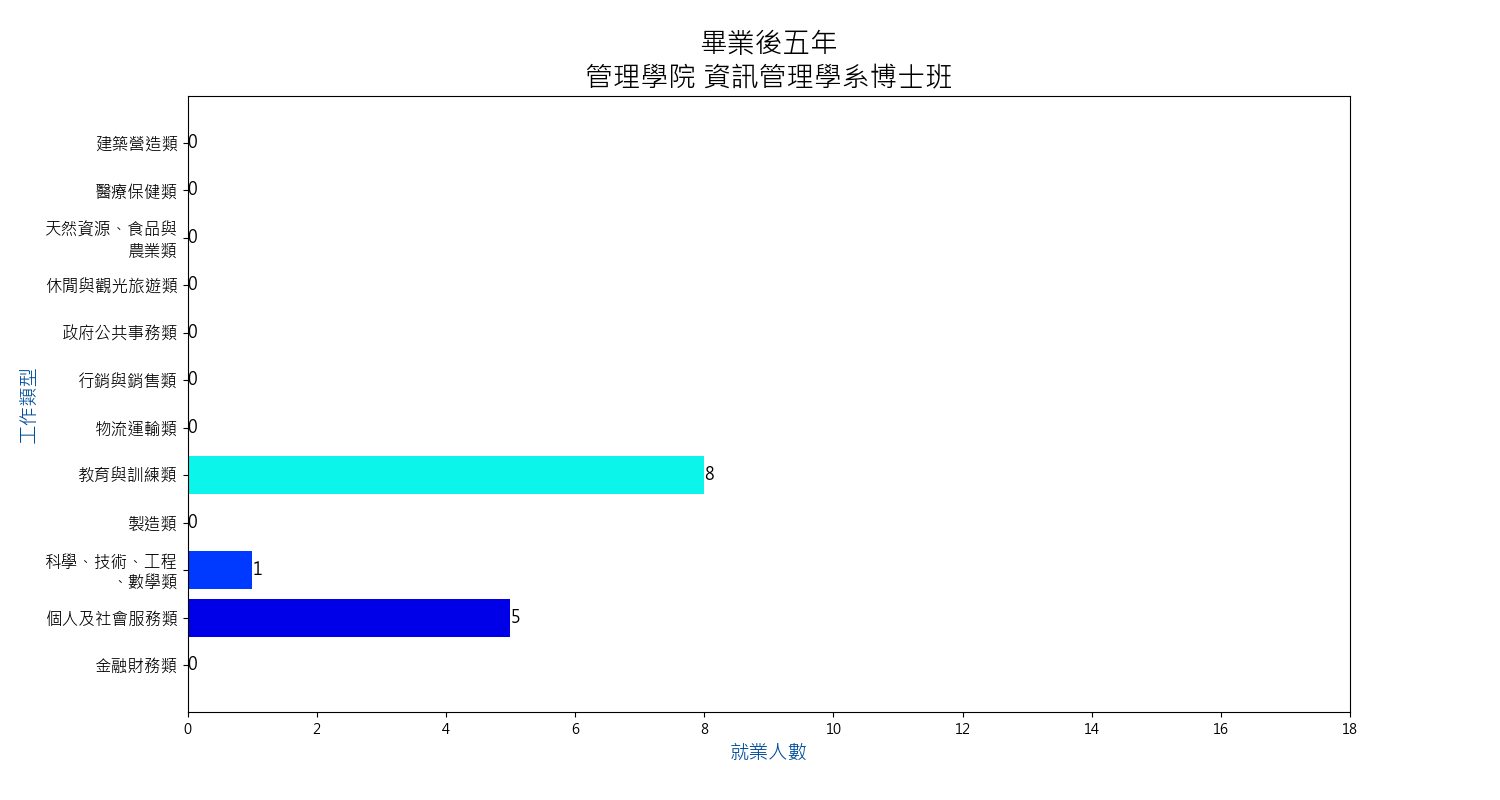 畢業後五年
管理學院 資訊管理學系博士班
建築營造類 0
醫療保健類 0
天然資源、食品與
農業類 0
休閒與觀光旅遊類 0
政府公共事務類 0
行銷與銷售類 0
物流運輸類 0
教育與訓練類 8
製造類 0
科學、技術、工程
、數學類 1
個人及社會服務類 5
金融財務類 0
工作類型
0 2 4 6 8 10 12 14 16 18
就業人數